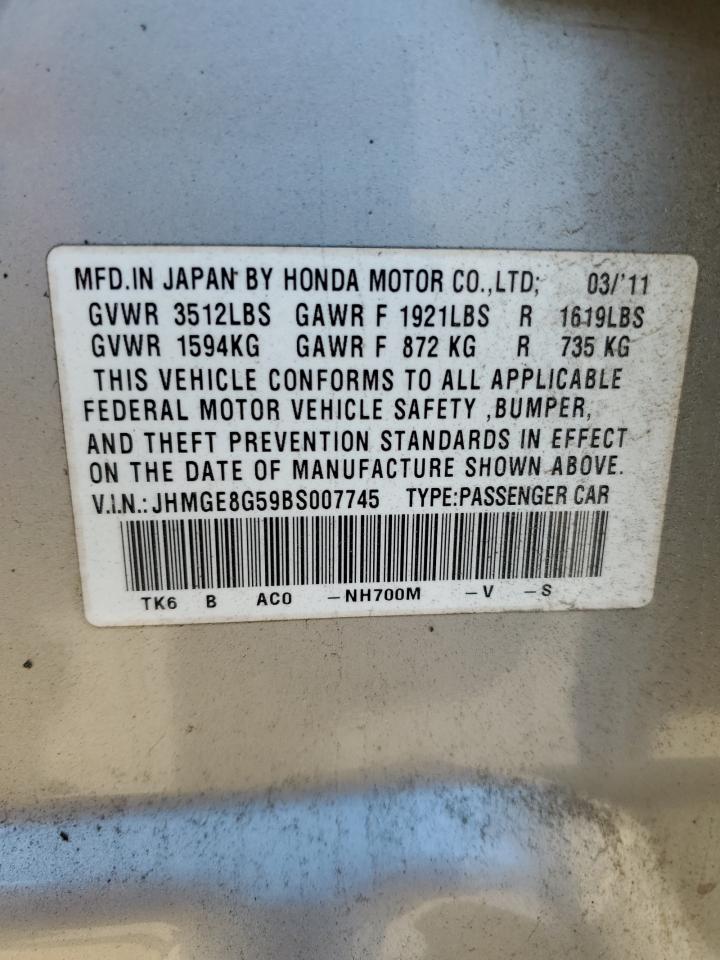 MFD.IN JAPAN BY HONDA MOTOR CO.,LTD; 03/'11
GVWR 3512LBS GAWR F 1921LBS R 1619LBS
GVWR 1594KG GAWR F 872 KG R 735 KG
THIS VEHICLE CONFORMS TO ALL APPLICABLE
FEDERAL MOTOR VEHICLE SAFETY ,BUMPER,
AND THEFT PREVENTION STANDARDS IN EFFECT
ON THE DATE OF MANUFACTURE SHOWN ABOVE.
V.I.N.: JHMGE8G59BS007745 TYPE:PASSENGER CAR
TK6 B AC0 -NH700M -V -S